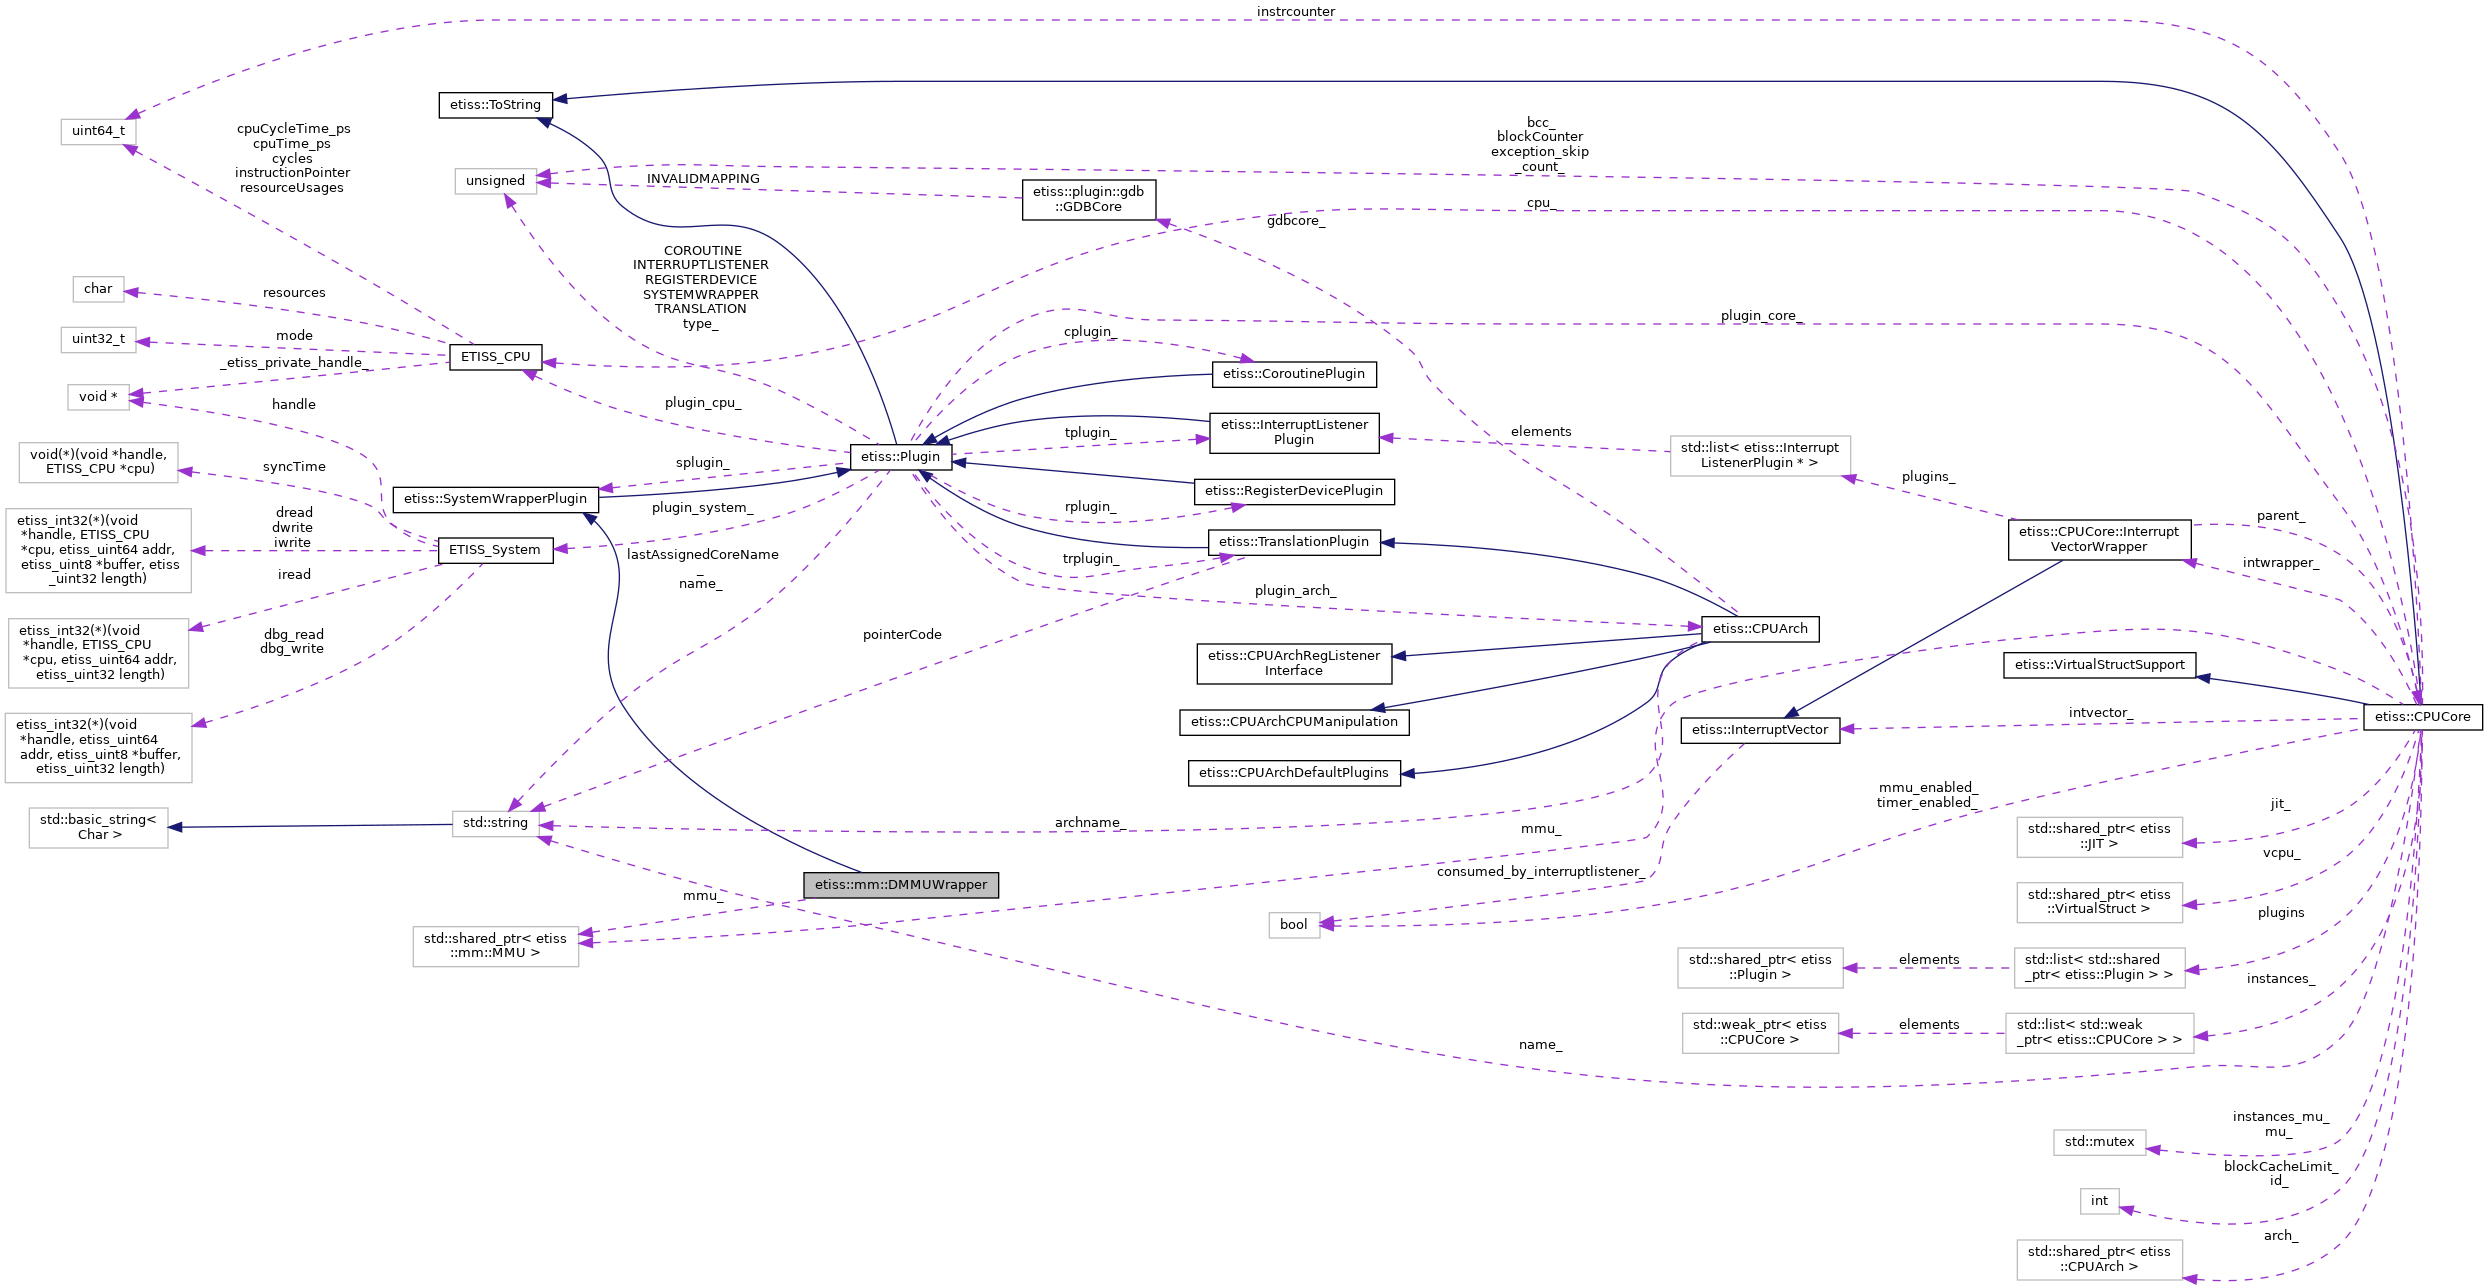 instrcounter
etiss::ToString
uint64_t
cpuCycleTime_ps
cpuTime_ps
cycles
instructionPointer
resourceUsages
bcc_
blockCounter
exception_skip
_count_
unsigned
INVALIDMAPPING
etiss::plugin::gdb
::GDBCore
cpu_
gdbcore_
COROUTINE
INTERRUPTLISTENER
REGISTERDEVICE
SYSTEMWRAPPER
TRANSLATION
type_
char
resources
uint32_t
mode
plugin_core_
cplugin_
ETISS_CPU
_etiss_private_handle_
void *
handle
plugin_cpu_
etiss::CoroutinePlugin
tplugin_
etiss::InterruptListener
Plugin
elements
std::list< etiss::Interrupt
ListenerPlugin * >
plugins_
void(*)(void *handle,
ETISS_CPU *cpu)
syncTime
splugin_
etiss::Plugin
etiss::SystemWrapperPlugin
etiss::RegisterDevicePlugin
rplugin_
plugin_system_
etiss_int32(*)(void
*handle, ETISS_CPU
*cpu, etiss_uint64 addr,
etiss_uint8 *buffer, etiss
_uint32 length)
dread
dwrite
iwrite
ETISS_System
lastAssignedCoreName
_
name_
trplugin_
etiss::TranslationPlugin
etiss::CPUCore::Interrupt
VectorWrapper
parent_
intwrapper_
iread
plugin_arch_
etiss_int32(*)(void
*handle, ETISS_CPU
*cpu, etiss_uint64 addr,
etiss_uint32 length)
dbg_read
dbg_write
pointerCode
etiss::CPUArch
etiss::CPUArchRegListener
Interface
etiss::VirtualStructSupport
etiss_int32(*)(void
*handle, etiss_uint64
addr, etiss_uint8 *buffer,
etiss_uint32 length)
etiss::CPUArchCPUManipulation
etiss::InterruptVector
intvector_
etiss::CPUCore
etiss::CPUArchDefaultPlugins
mmu_enabled_
timer_enabled_
std::basic_string<
Char >
std::string
archname_
mmu_
jit_
std::shared_ptr< etiss
::JIT >
vcpu_
etiss::mm::DMMUWrapper
consumed_by_interruptlistener_
mmu_
std::shared_ptr< etiss
::VirtualStruct >
plugins
std::shared_ptr< etiss
::mm::MMU >
bool
std::shared_ptr< etiss
::Plugin >
elements
std::list< std::shared
_ptr< etiss::Plugin > >
instances_
std::weak_ptr< etiss
::CPUCore >
elements
std::list< std::weak
_ptr< etiss::CPUCore > >
name_
instances_mu_
mu_
std::mutex
blockCacheLimit_
id_
int
arch_
std::shared_ptr< etiss
::CPUArch >